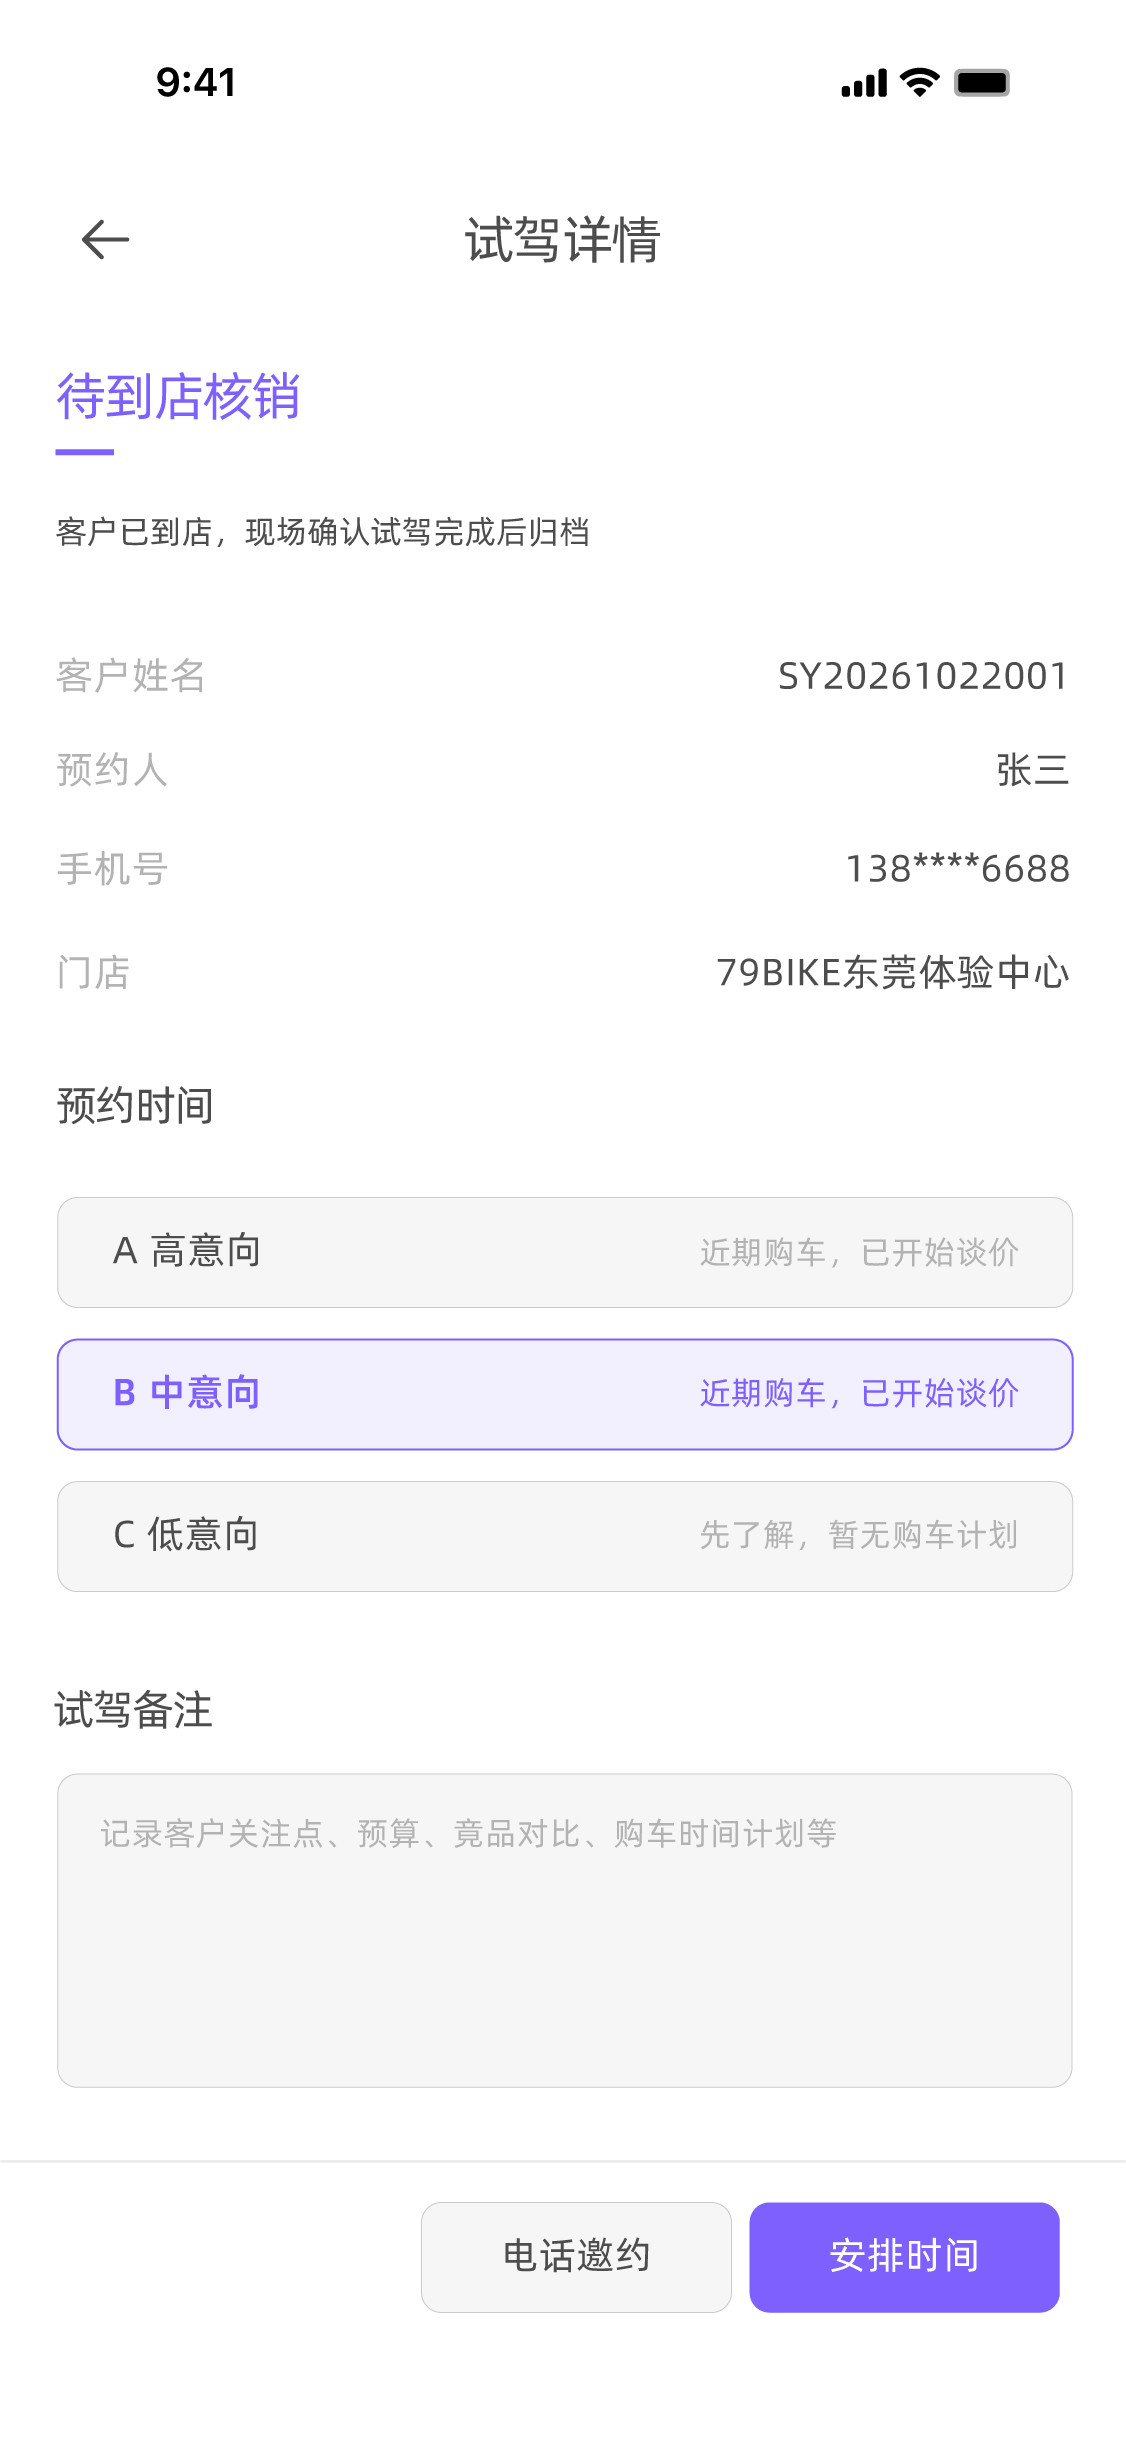 9:41
试驾详情
待到店核销
客户已到店，现场确认试驾完成后归档
客户姓名 SY20261022001
预约人 张三
手机号 138****6688
门店 79BIKE东莞体验中心
预约时间
A 高意向 近期购车，已开始谈价
B 中意向 近期购车，已开始谈价
C 低意向 先了解，暂无购车计划
试驾备注
记录客户关注点、预算、竞品对比、购车时间计划等
电话邀约 安排时间